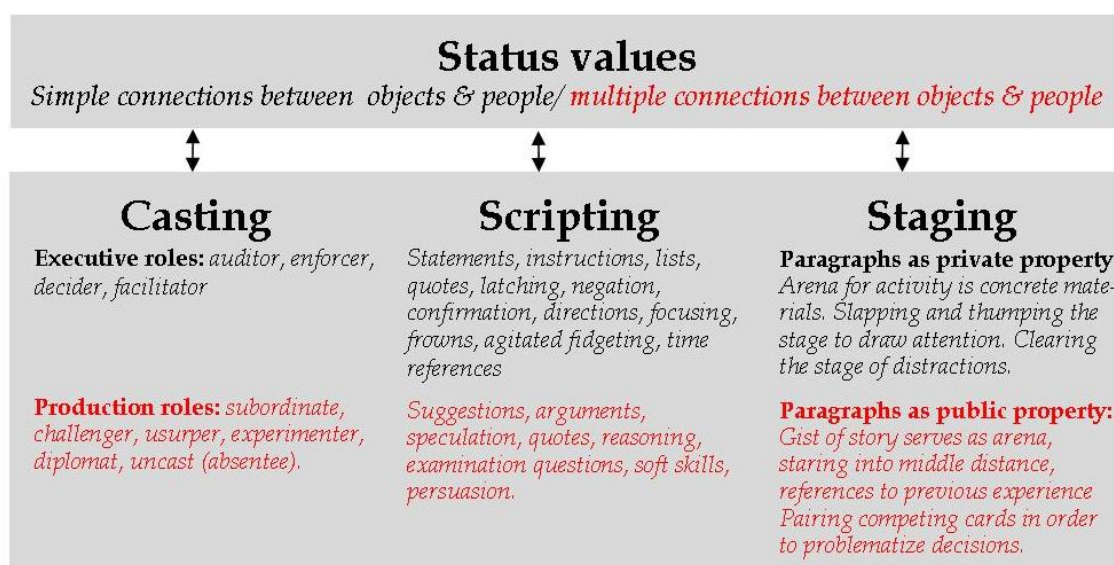 Status values
Simple connections between objects & people/ multiple connections between objects & people
Casting
Executive roles: auditor, enforcer,
decider, facilitator
Production roles: subordinate,
challenger, usurper, experimenter,
diplomat, uncast (absentee).
Scripting
Statements, instructions, lists,
quotes, latching, negation,
confirmation, directions, focusing,
frowns, agitated fidgeting, time
references
Suggestions, arguments,
speculation, quotes, reasoning,
examination questions, soft skills,
persuasion.
Staging
Paragraphs as private property
Arena for activity is concrete mate-
rials. Slapping and thumping the
stage to draw attention. Clearing
the stage of distractions.
Paragraphs as public property:
Gist of story serves as arena,
staring into middle distance,
references to previous experience
Pairing competing cards in order
to problematize decisions.